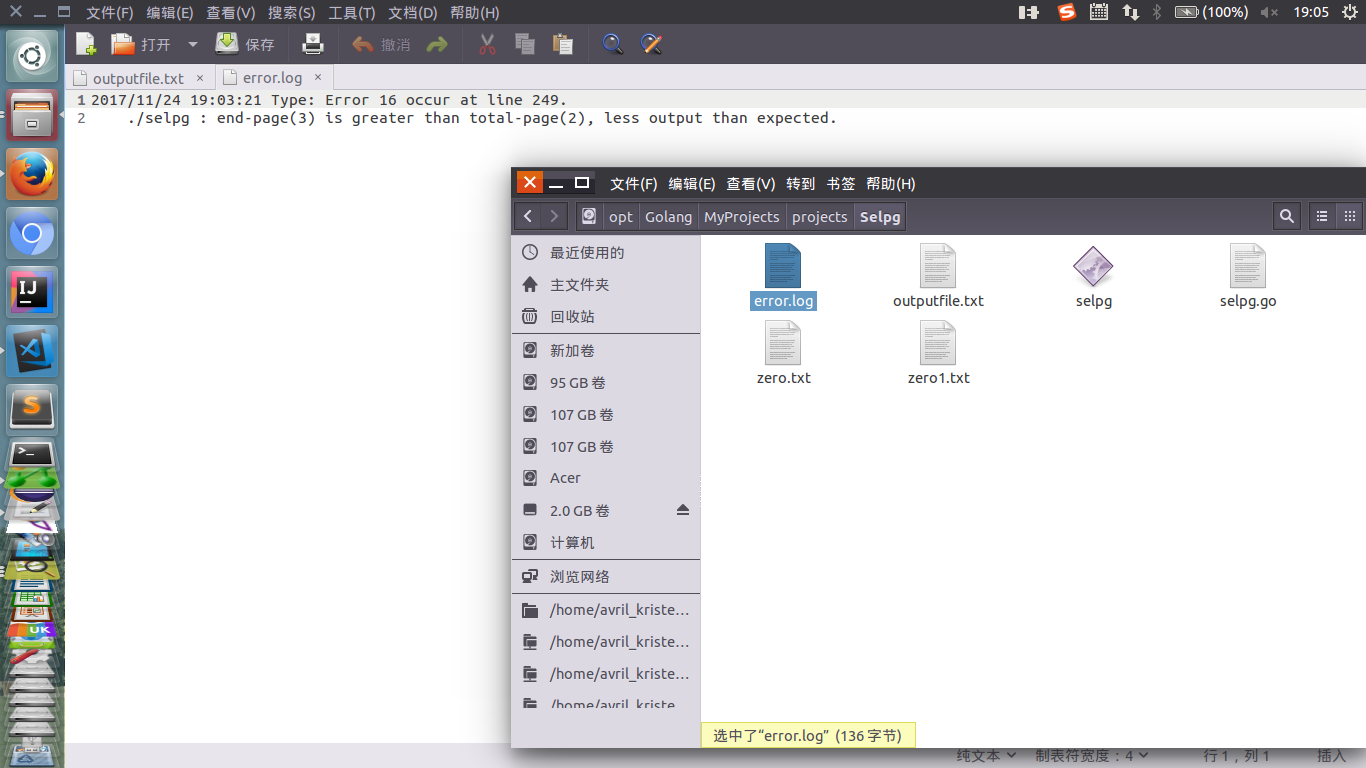 文件(F) 编辑(E) 查看(V) 搜索(S) 工具(T) 文档(D) 帮助(H)
(100%) 19:05
打开 保存 撤消
outputfile.txt × error.log ×
1 2017/11/24 19:03:21 Type: Error 16 occur at line 249.
2 ./selpg : end-page(3) is greater than total-page(2), less output than expected.
文件(F) 编辑(E) 查看(V) 转到 书签 帮助(H)
opt Golang MyProjects projects Selpg
最近使用的
主文件夹
回收站
新加卷
95 GB 卷
107 GB 卷
107 GB 卷
Acer
2.0 GB 卷
计算机
浏览网络
/home/avril_kriste…
/home/avril_kriste…
/home/avril_kriste…
/home/avril_kriste
error.log outputfile.txt selpg selpg.go
zero.txt zero1.txt
选中了“error.log” (136 字节)
纯文本 制表符宽度：4 行 1，列 1 插入
IJ
S
>_
UK